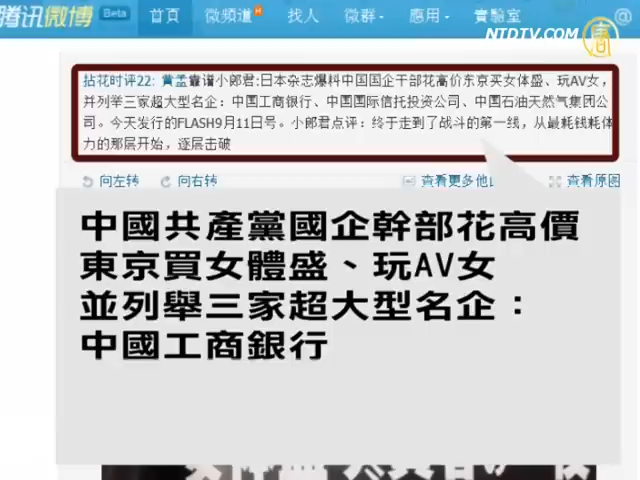 腾讯微博 Beta 首頁 微頻道 H 找人 微群 應用 實驗室 @
NTDTV.COM 唐
拈花时评22: 黄孟靠谱小郎君:日本杂志爆料中国国企干部花高价东京买女体盛、玩AV女，
并列举三家超大型名企：中国工商银行、中国国际信托投资公司、中国石油天然气集团公
司。今天发行的FLASH9月11日号。小郎君点评：终于走到了战斗的第一线，从最耗钱耗体
力的那层开始，逐层击破
向左转 向右转 查看更多他 查看原图
中國共產黨國企幹部花高價
東京買女體盛、玩AV女
並列舉三家超大型名企：
中國工商銀行